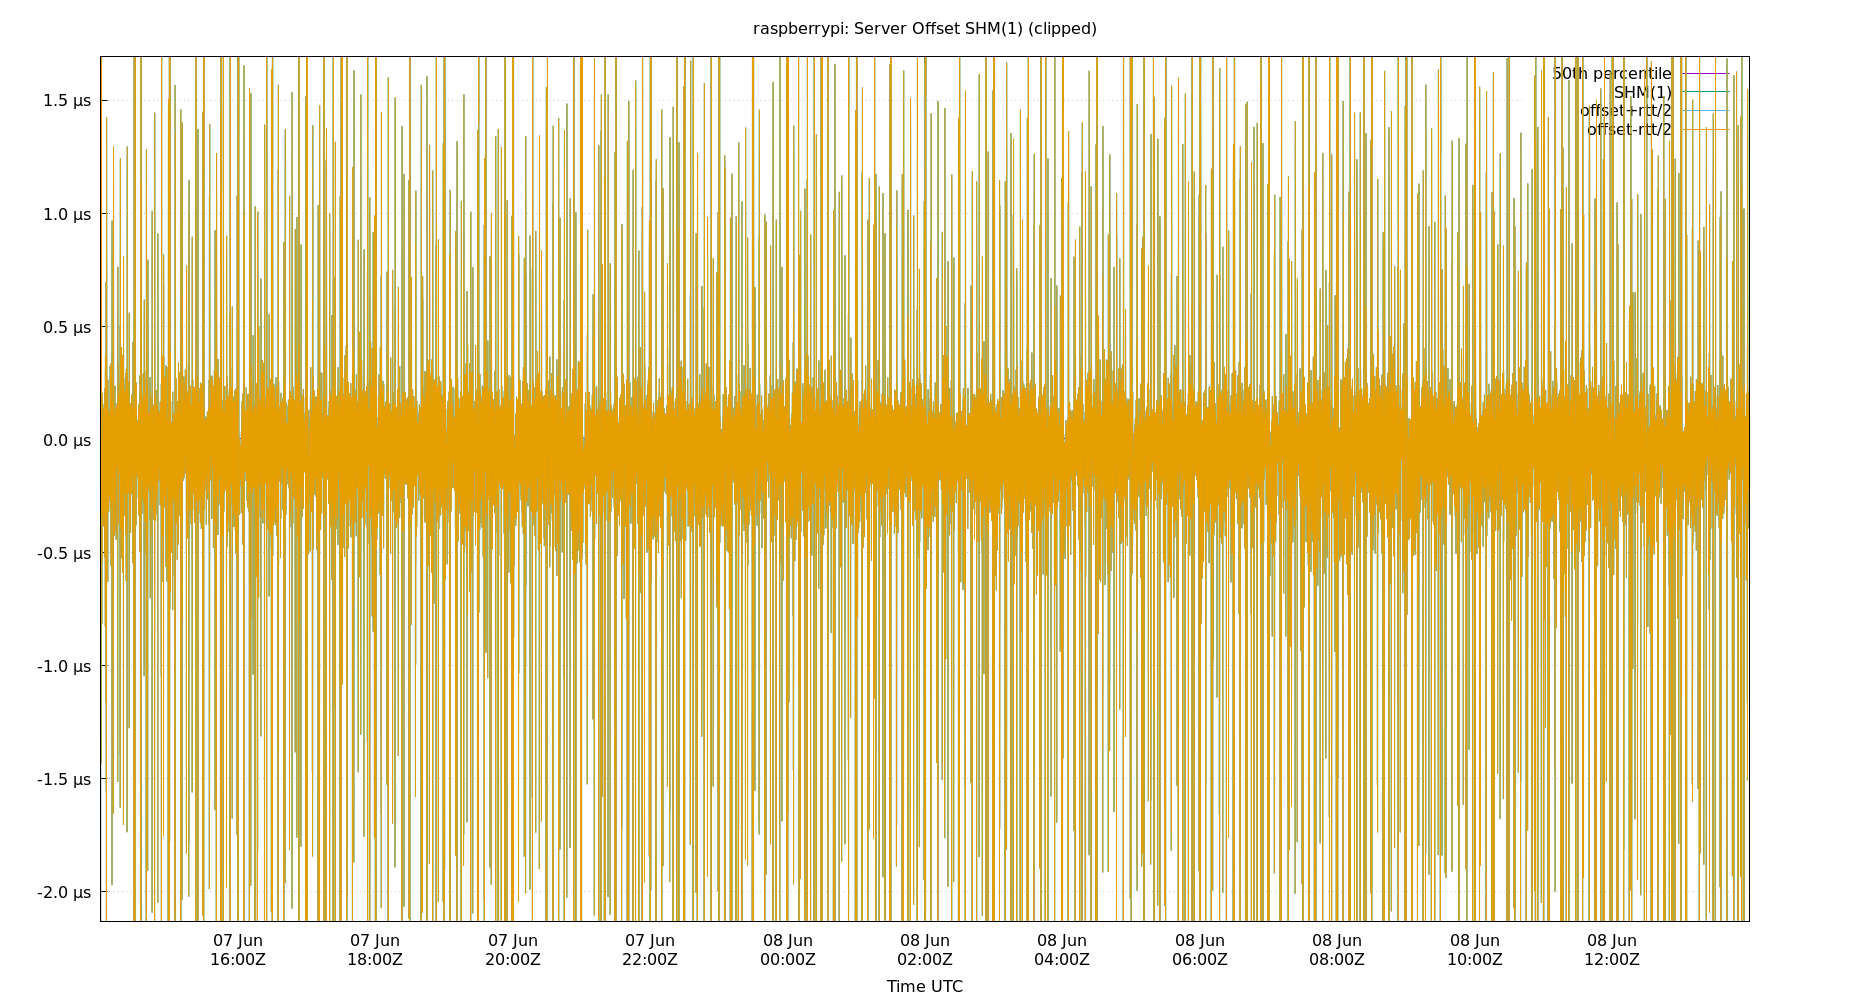 raspberrypi: Server Offset SHM(1) (clipped)
50th percentile
SHM(1)
offset+rtt/2
offset-rtt/2
1.5 µs
1.0 µs
0.5 µs
0.0 µs
-0.5 µs
-1.0 µs
-1.5 µs
-2.0 µs
07 Jun 07 Jun 07 Jun 07 Jun 08 Jun 08 Jun 08 Jun 08 Jun 08 Jun 08 Jun 08 Jun
16:00Z 18:00Z 20:00Z 22:00Z 00:00Z 02:00Z 04:00Z 06:00Z 08:00Z 10:00Z 12:00Z
Time UTC